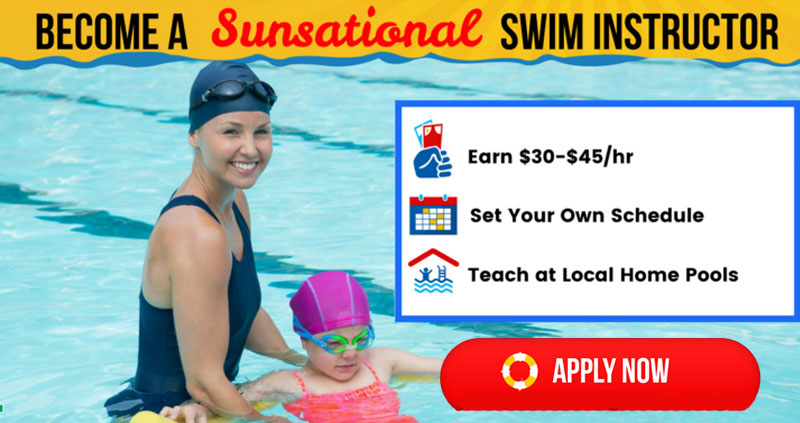 BECOME A Sunsational SWIM INSTRUCTOR
Earn $30-$45/hr
Set Your Own Schedule
Teach at Local Home Pools
APPLY NOW